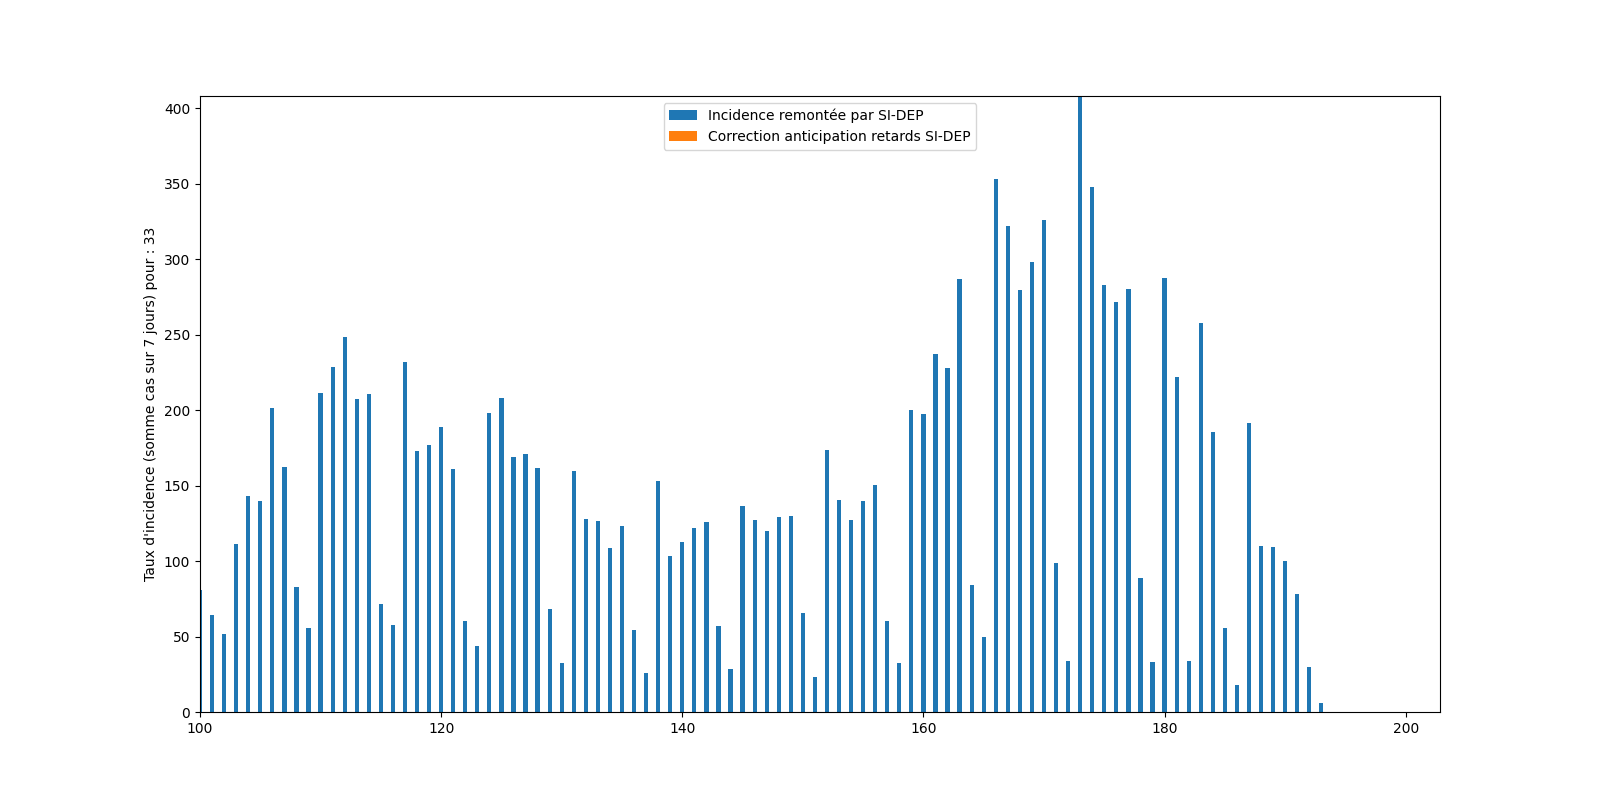 Incidence remontée par SI-DEP
Correction anticipation retards SI-DEP
Taux d'incidence (somme cas sur 7 jours) pour : 33
400
350
300
250
200
150
100
50
0
100 120 140 160 180 200